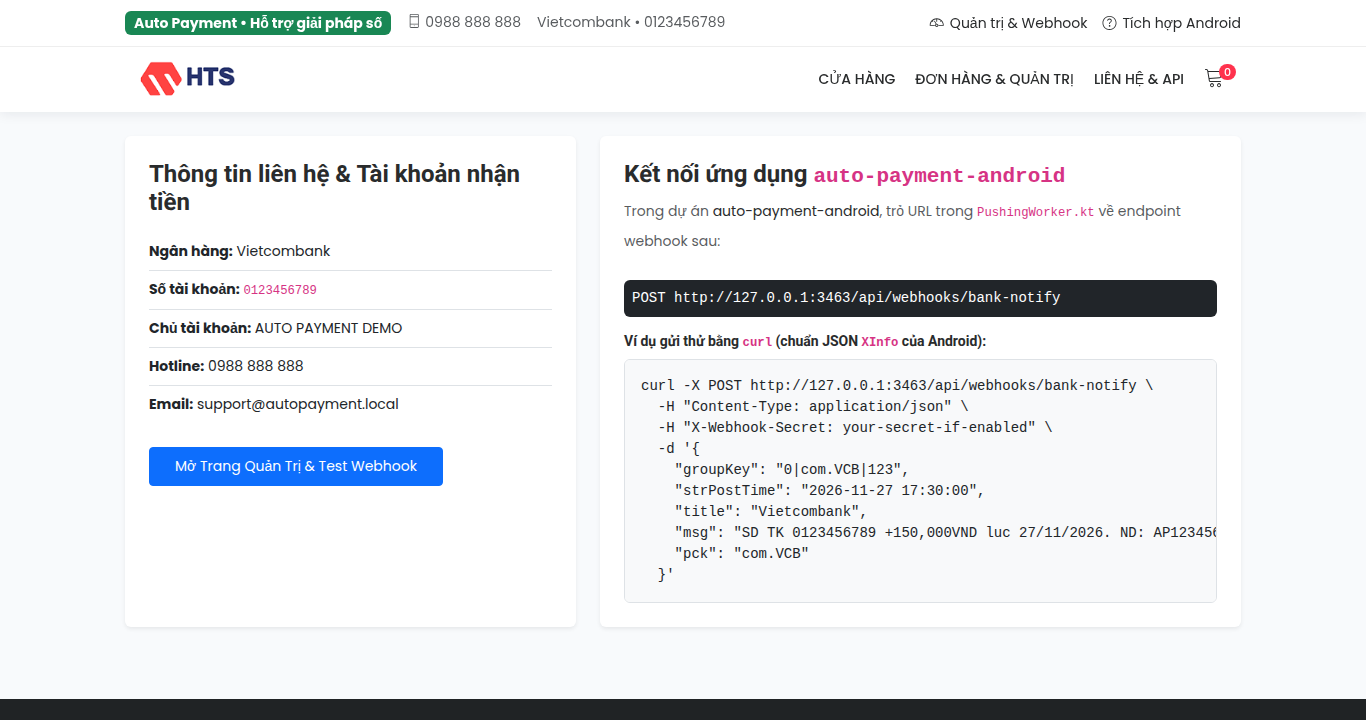 Auto Payment • Hỗ trợ giải pháp số
0988 888 888
Vietcombank • 0123456789
Quản trị & Webhook
Tích hợp Android
HTS
CỬA HÀNG
ĐƠN HÀNG & QUẢN TRỊ
LIÊN HỆ & API
0
Thông tin liên hệ & Tài khoản nhận
tiền
Ngân hàng: Vietcombank
Số tài khoản: 0123456789
Chủ tài khoản: AUTO PAYMENT DEMO
Hotline: 0988 888 888
Email: support@autopayment.local
Mở Trang Quản Trị & Test Webhook
Kết nối ứng dụng auto-payment-android
Trong dự án auto-payment-android, trỏ URL trong PushingWorker.kt về endpoint
webhook sau:
POST http://127.0.0.1:3463/api/webhooks/bank-notify
Ví dụ gửi thử bằng curl (chuẩn JSON XInfo của Android):
curl -X POST http://127.0.0.1:3463/api/webhooks/bank-notify \
-H "Content-Type: application/json" \
-H "X-Webhook-Secret: your-secret-if-enabled" \
-d '{
"groupKey": "0|com.VCB|123",
"strPostTime": "2026-11-27 17:30:00",
"title": "Vietcombank",
"msg": "SD TK 0123456789 +150,000VND luc 27/11/2026. ND: AP123456
"pck": "com.VCB"
}'